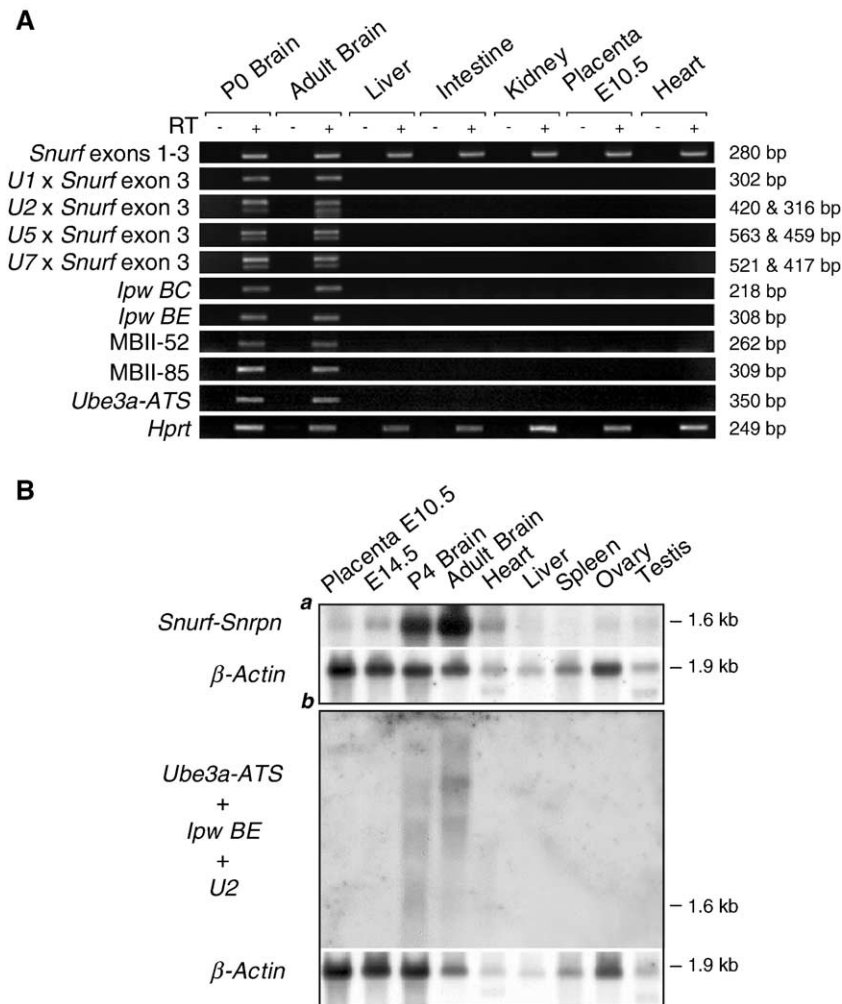 A
P0 Brain
Adult Brain
Liver
Intestine
Kidney
Placenta
E10.5
Heart
RT - + - + - + - + - + - + - +
Snurf exons 1-3 280 bp
U1 x Snurf exon 3 302 bp
U2 x Snurf exon 3 420 & 316 bp
U5 x Snurf exon 3 563 & 459 bp
U7 x Snurf exon 3 521 & 417 bp
Ipw BC 218 bp
Ipw BE 308 bp
MBII-52 262 bp
MBII-85 309 bp
Ube3a-ATS 350 bp
Hprt 249 bp
B
Placenta E10.5
E14.5
P4 Brain
Adult Brain
Heart
Liver
Spleen
Ovary
Testis
a
Snurf-Snrpn – 1.6 kb
β-Actin – 1.9 kb
b
Ube3a-ATS
+
Ipw BE
+
U2
– 1.6 kb
β-Actin – 1.9 kb